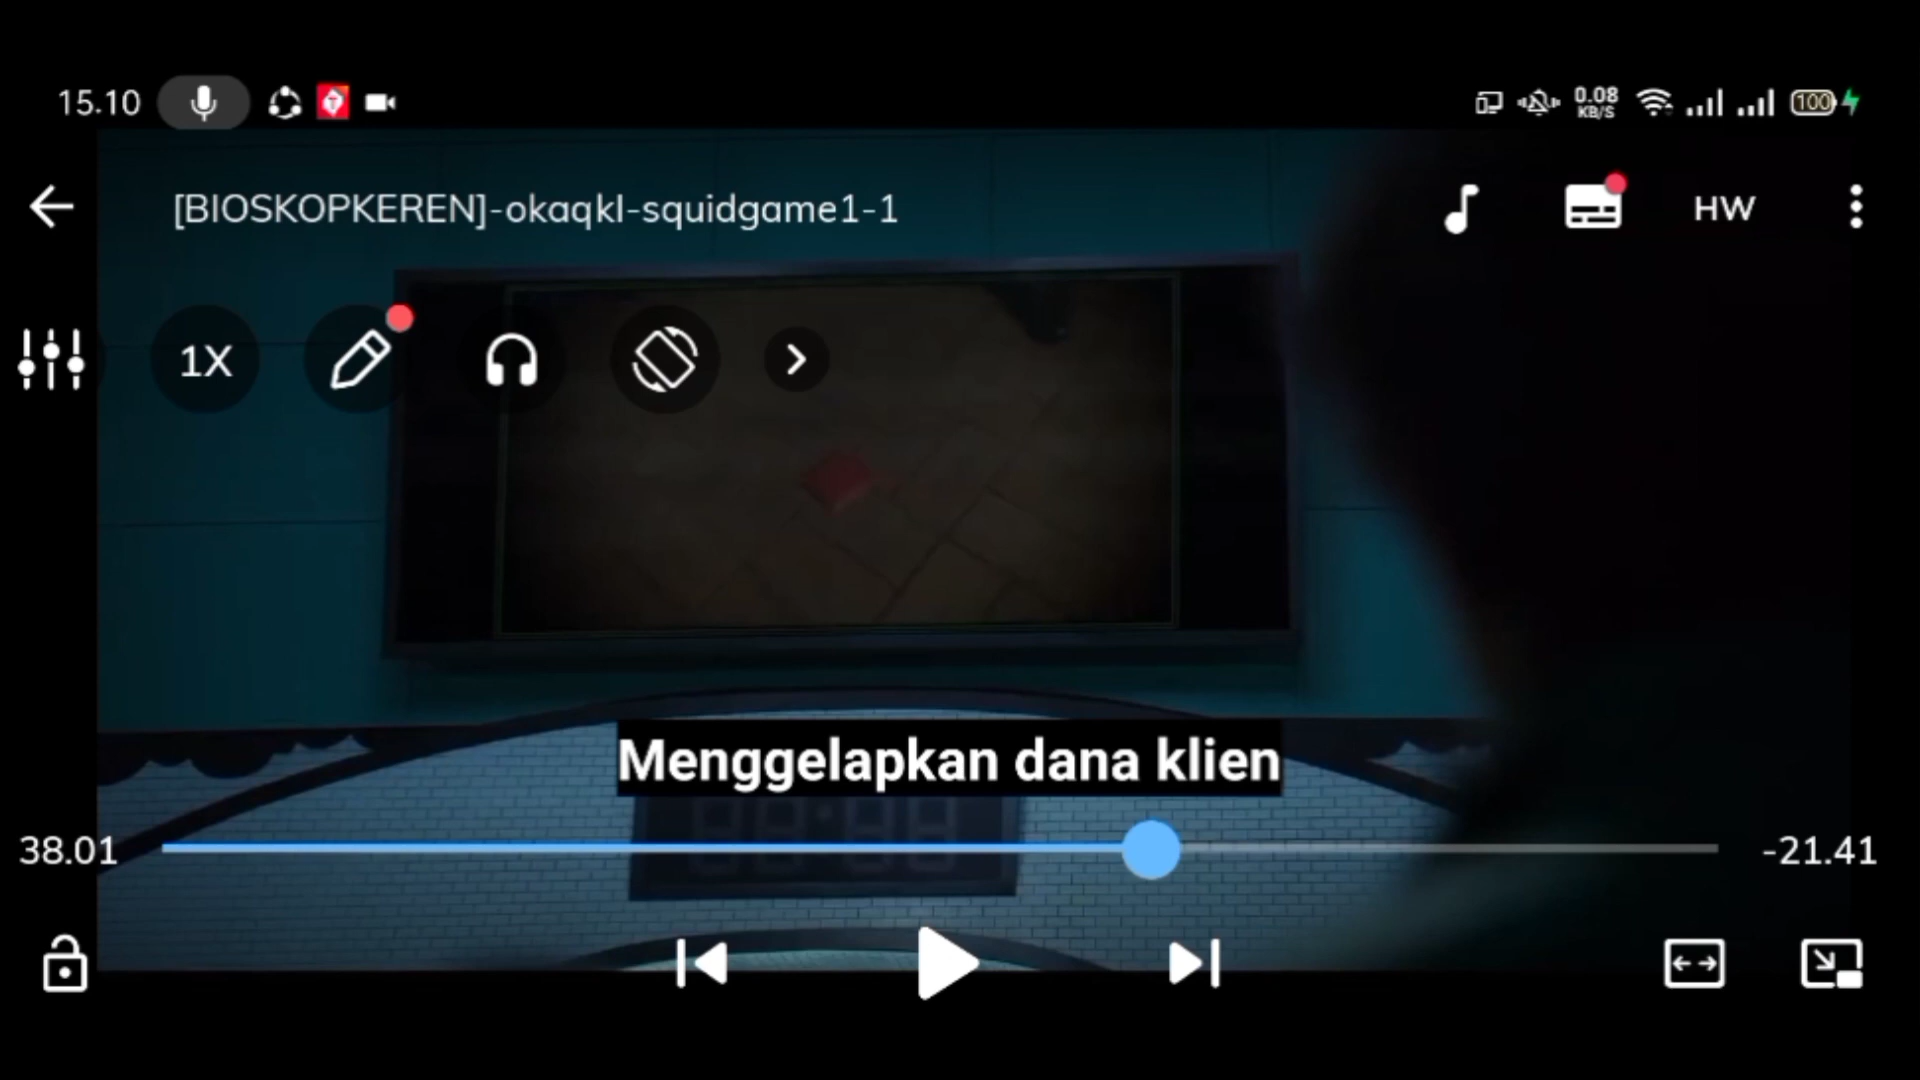 15.10
0.08
KB/S
100
[BIOSKOPKEREN]-okaqkl-squidgame1-1
HW
1X
Menggelapkan dana klien
38.01
-21.41